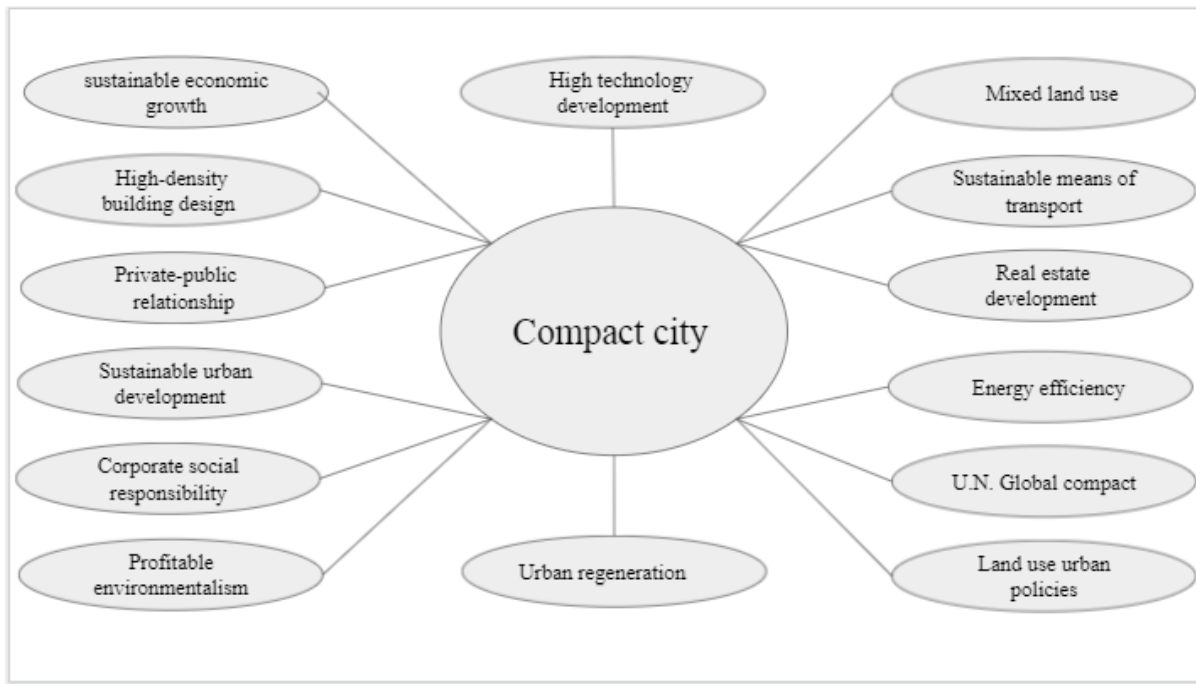 sustainable economic
growth
High-density
building design
Private-public
relationship
Sustainable urban
development
Corporate social
responsibility
Profitable
environmentalism
High technology
development
Compact city
Urban regeneration
Mixed land use
Sustainable means of
transport
Real estate
development
Energy efficiency
U.N. Global compact
Land use urban
policies